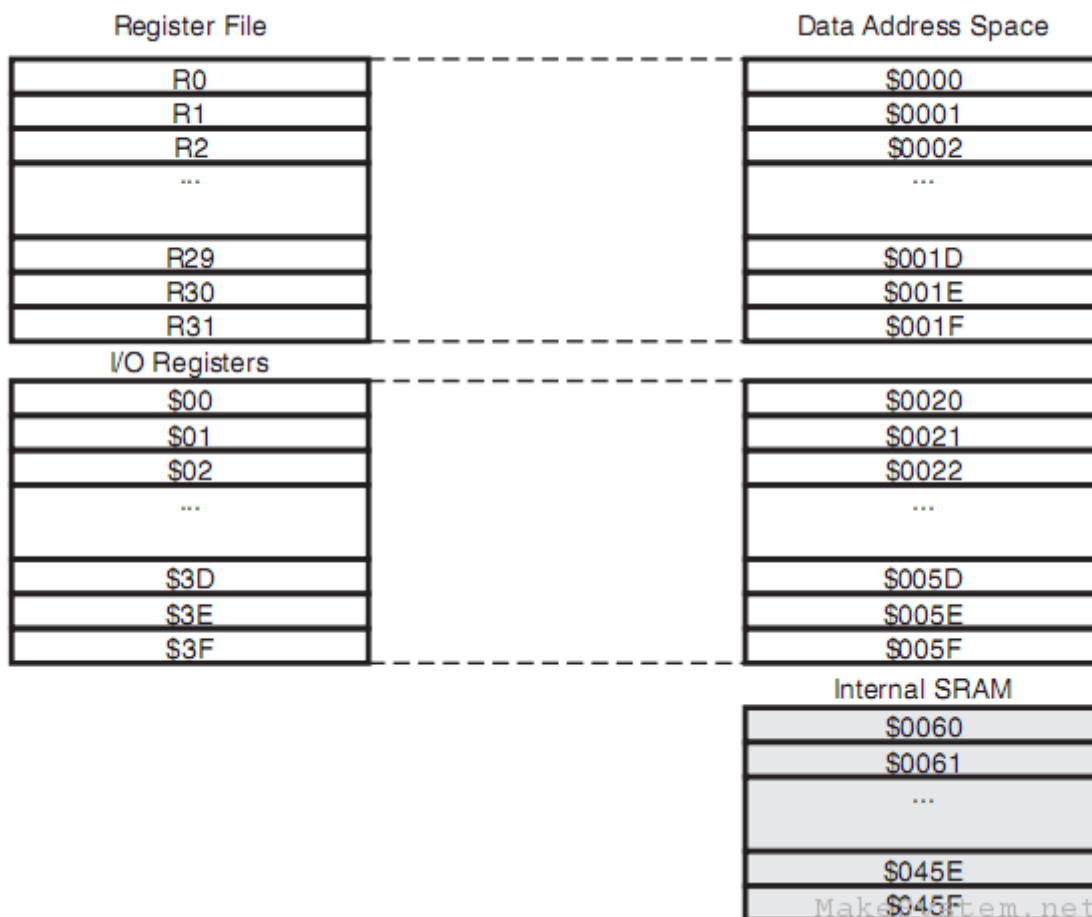 Register File
Data Address Space
R0
$0000
R1
$0001
R2
$0002
...
...
R29
$001D
R30
$001E
R31
$001F
I/O Registers
$00
$0020
$01
$0021
$02
$0022
...
...
$3D
$005D
$3E
$005E
$3F
$005F
Internal SRAM
$0060
$0061
...
$045E
$045F